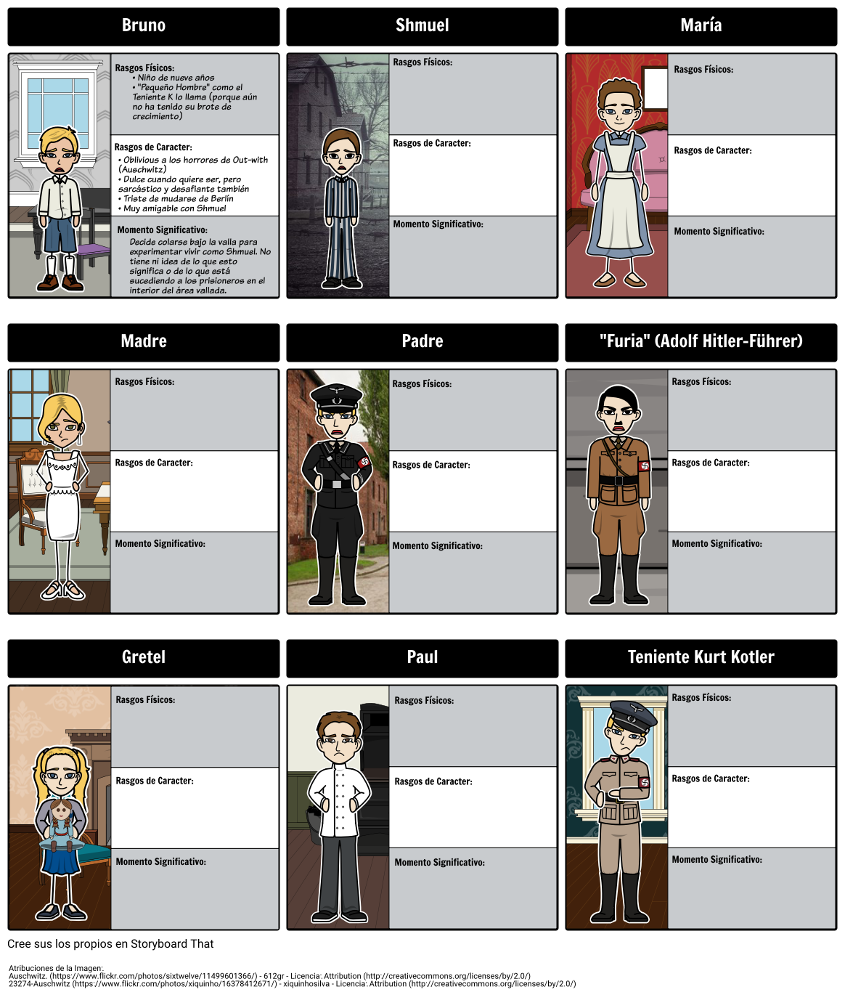 Bruno
Rasgos Físicos:
• Niño de nueve años
• "Pequeño Hombre" como el
Teniente K lo llama (porque aún
no ha tenido su brote de
crecimiento)
Rasgos de Caracter:
• Oblivious a los horrores de Out-with
(Auschwitz)
• Dulce cuando quiere ser, pero
sarcástico y desafiante también
• Triste de mudarse de Berlín
• Muy amigable con Shmuel
Momento Significativo:
Decide colarse bajo la valla para
experimentar vivir como Shmuel. No
tiene ni idea de lo que esto
significa o de lo que está
sucediendo a los prisioneros en el
interior del área vallada.
Shmuel
Rasgos Físicos:
Rasgos de Caracter:
Momento Significativo:
María
Rasgos Físicos:
Rasgos de Caracter:
Momento Significativo:
Madre
Rasgos Físicos:
Rasgos de Caracter:
Momento Significativo:
Padre
Rasgos Físicos:
Rasgos de Caracter:
Momento Significativo:
"Furia" (Adolf Hitler-Führer)
Rasgos Físicos:
Rasgos de Caracter:
Momento Significativo:
Gretel
Rasgos Físicos:
Rasgos de Caracter:
Momento Significativo:
Paul
Rasgos Físicos:
Rasgos de Caracter:
Momento Significativo:
Teniente Kurt Kotler
Rasgos Físicos:
Rasgos de Caracter:
Momento Significativo:
Cree sus los propios en Storyboard That
Atribuciones de la Imagen:.
Auschwitz. (https://www.flickr.com/photos/sixtwelve/11499601366/) - 612gr - Licencia:. Attribution (http://creativecommons.org/licenses/by/2.0/)
23274-Auschwitz (https://www.flickr.com/photos/xiquinho/16378412671/) - xiquinhosilva - Licencia:. Attribution (http://creativecommons.org/licenses/by/2.0/)